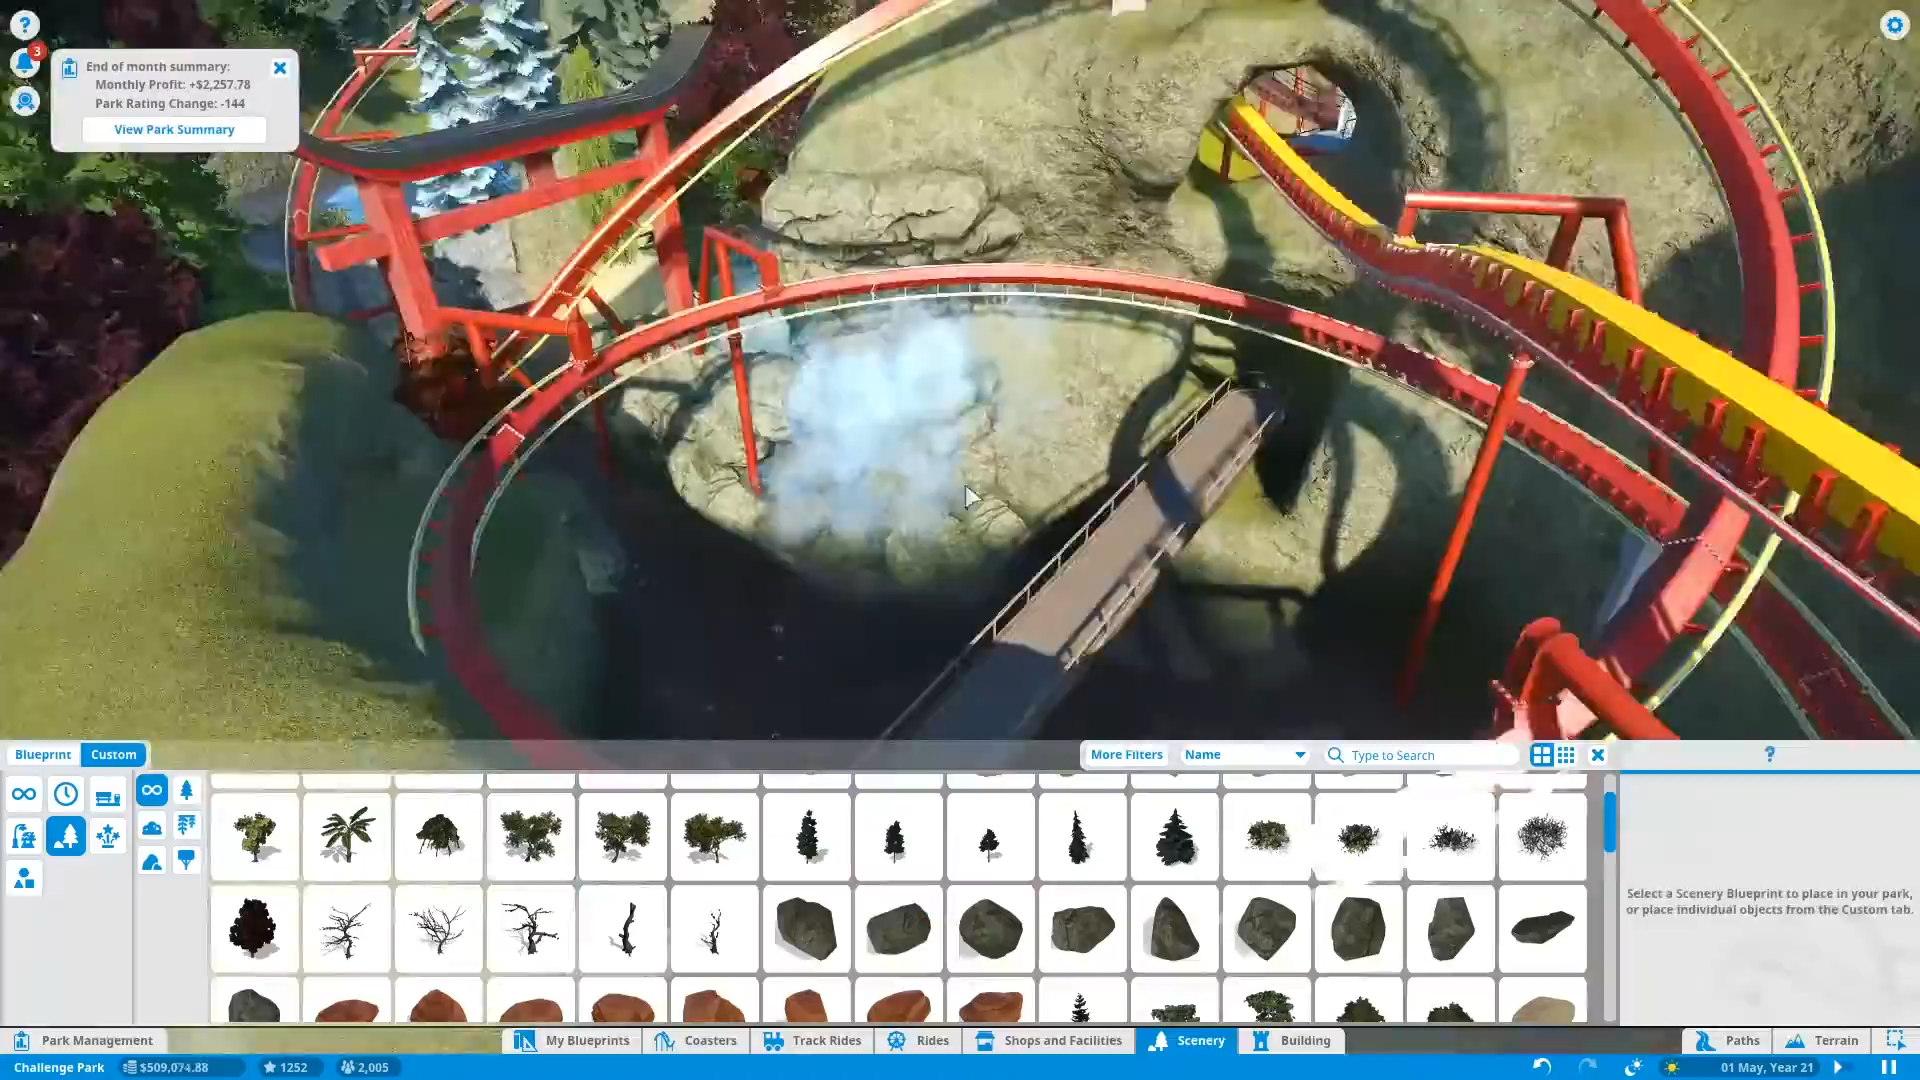 ?
3
End of month summary:
Monthly Profit: +$2,257.78
Park Rating Change: -144
View Park Summary
Blueprint
Custom
More Filters
Name
Type to Search
?
Select a Scenery Blueprint to place in your park,
or place individual objects from the Custom tab.
Park Management
My Blueprints
Coasters
Track Rides
Rides
Shops and Facilities
Scenery
Building
Paths
Terrain
Challenge Park
$509,074.88
1252
2,005
01 May, Year 21